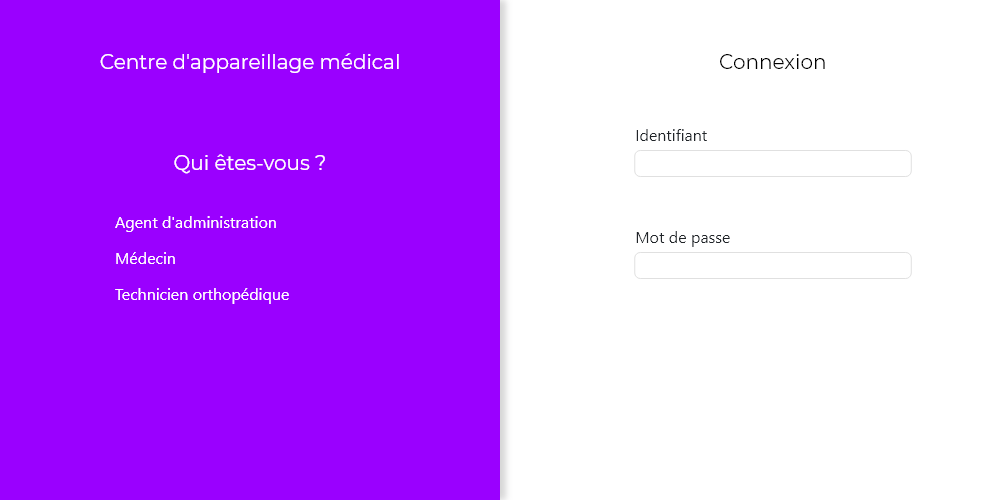 Centre d'appareillage médical
Qui êtes-vous ?
Agent d'administration
Médecin
Technicien orthopédique
Connexion
Identifiant
Mot de passe